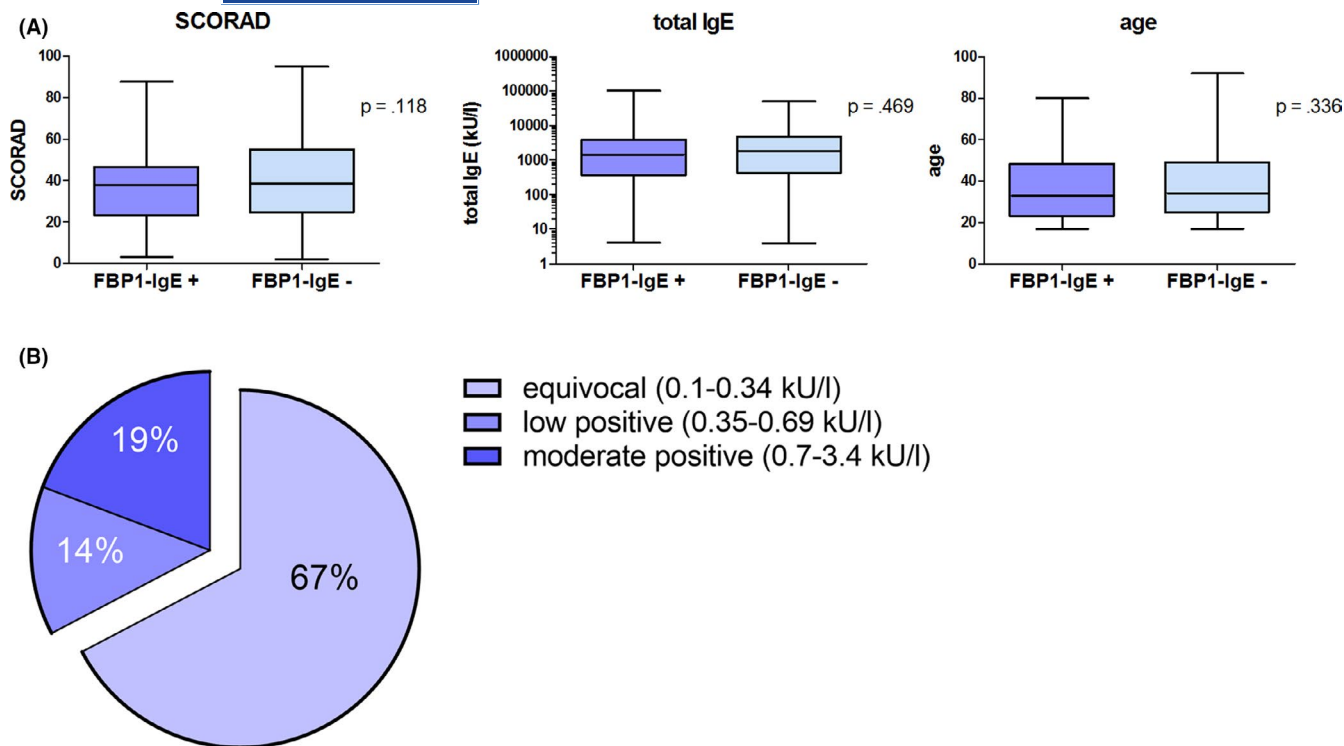 (A)
SCORAD
100
80
60
40
20
0
SCORAD
p = .118
FBP1-IgE +
FBP1-IgE -
total IgE
1000000
100000
10000
1000
100
10
1
total IgE (kU/l)
p = .469
FBP1-IgE +
FBP1-IgE -
age
100
80
60
40
20
0
age
p = .336
FBP1-IgE +
FBP1-IgE -
(B)
19%
14%
67%
equivocal (0.1-0.34 kU/l)
low positive (0.35-0.69 kU/l)
moderate positive (0.7-3.4 kU/l)